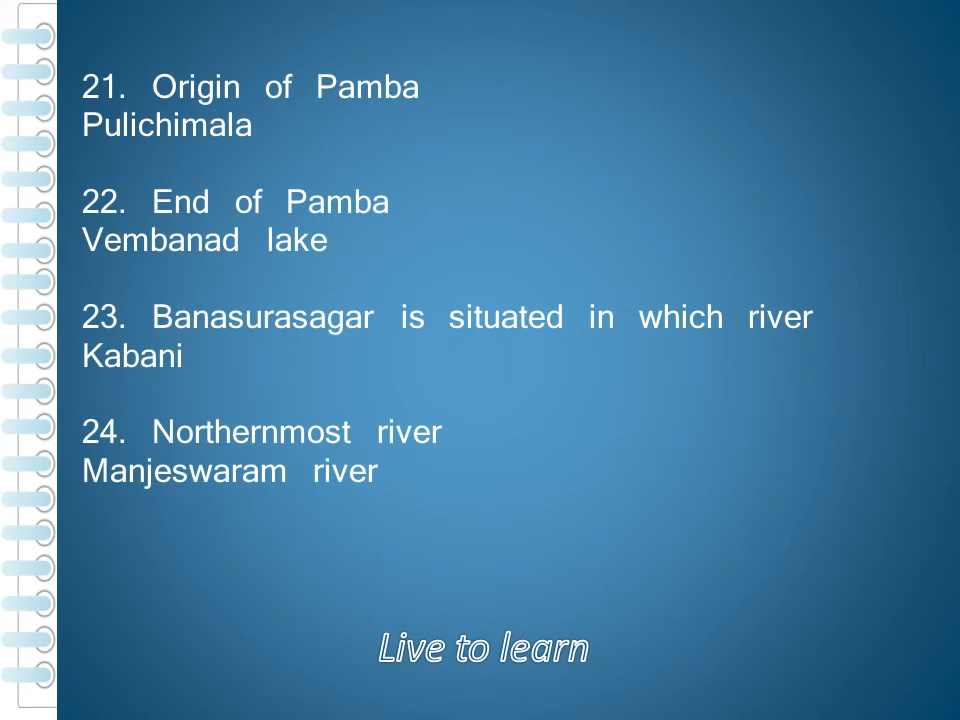 21. Origin of Pamba
Pulichimala
22. End of Pamba
Vembanad lake
23. Banasurasagar is situated in which river
Kabani
24. Northernmost river
Manjeswaram river
Live to learn